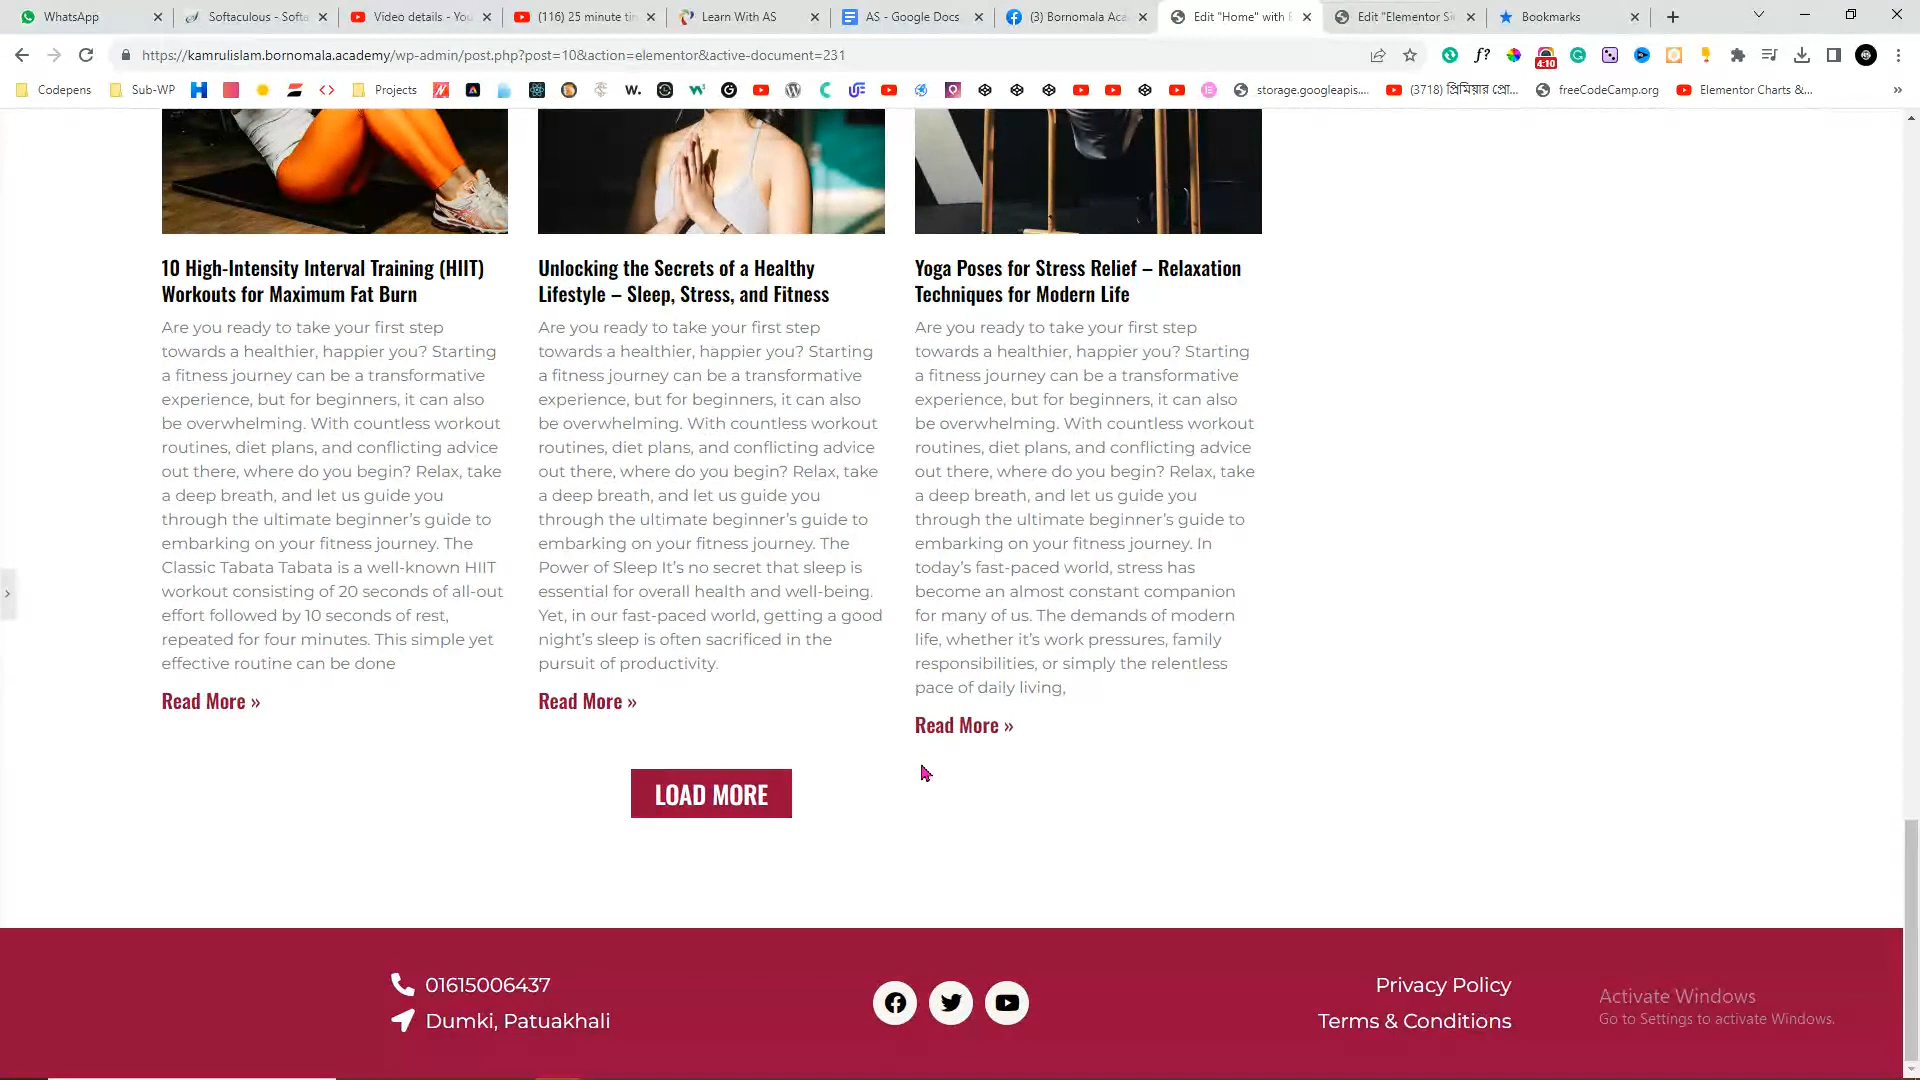 WhatsApp
Softaculous - Softa
Video details - You
(116) 25 minute tim
Learn With AS
AS - Google Docs
(3) Bornomala Aca
Edit "Home" with E
Edit "Elementor Si
Bookmarks
https://kamrulislam.bornomala.academy/wp-admin/post.php?post=10&action=elementor&active-document=231
4:10
Codepens
Sub-WP
Projects
storage.googleapis....
(3718) প্রিমিয়ার প্রো...
freeCodeCamp.org
Elementor Charts &...
10 High-Intensity Interval Training (HIIT)
Workouts for Maximum Fat Burn
Are you ready to take your first step
towards a healthier, happier you? Starting
a fitness journey can be a transformative
experience, but for beginners, it can also
be overwhelming. With countless workout
routines, diet plans, and conflicting advice
out there, where do you begin? Relax, take
a deep breath, and let us guide you
through the ultimate beginner’s guide to
embarking on your fitness journey. The
Classic Tabata Tabata is a well-known HIIT
workout consisting of 20 seconds of all-out
effort followed by 10 seconds of rest,
repeated for four minutes. This simple yet
effective routine can be done
Read More »
Unlocking the Secrets of a Healthy
Lifestyle – Sleep, Stress, and Fitness
Are you ready to take your first step
towards a healthier, happier you? Starting
a fitness journey can be a transformative
experience, but for beginners, it can also
be overwhelming. With countless workout
routines, diet plans, and conflicting advice
out there, where do you begin? Relax, take
a deep breath, and let us guide you
through the ultimate beginner’s guide to
embarking on your fitness journey. The
Power of Sleep It’s no secret that sleep is
essential for overall health and well-being.
Yet, in our fast-paced world, getting a good
night’s sleep is often sacrificed in the
pursuit of productivity.
Read More »
Yoga Poses for Stress Relief – Relaxation
Techniques for Modern Life
Are you ready to take your first step
towards a healthier, happier you? Starting
a fitness journey can be a transformative
experience, but for beginners, it can also
be overwhelming. With countless workout
routines, diet plans, and conflicting advice
out there, where do you begin? Relax, take
a deep breath, and let us guide you
through the ultimate beginner’s guide to
embarking on your fitness journey. In
today’s fast-paced world, stress has
become an almost constant companion
for many of us. The demands of modern
life, whether it’s work pressures, family
responsibilities, or simply the relentless
pace of daily living,
Read More »
LOAD MORE
01615006437
Dumki, Patuakhali
Privacy Policy
Terms & Conditions
Activate Windows
Go to Settings to activate Windows.